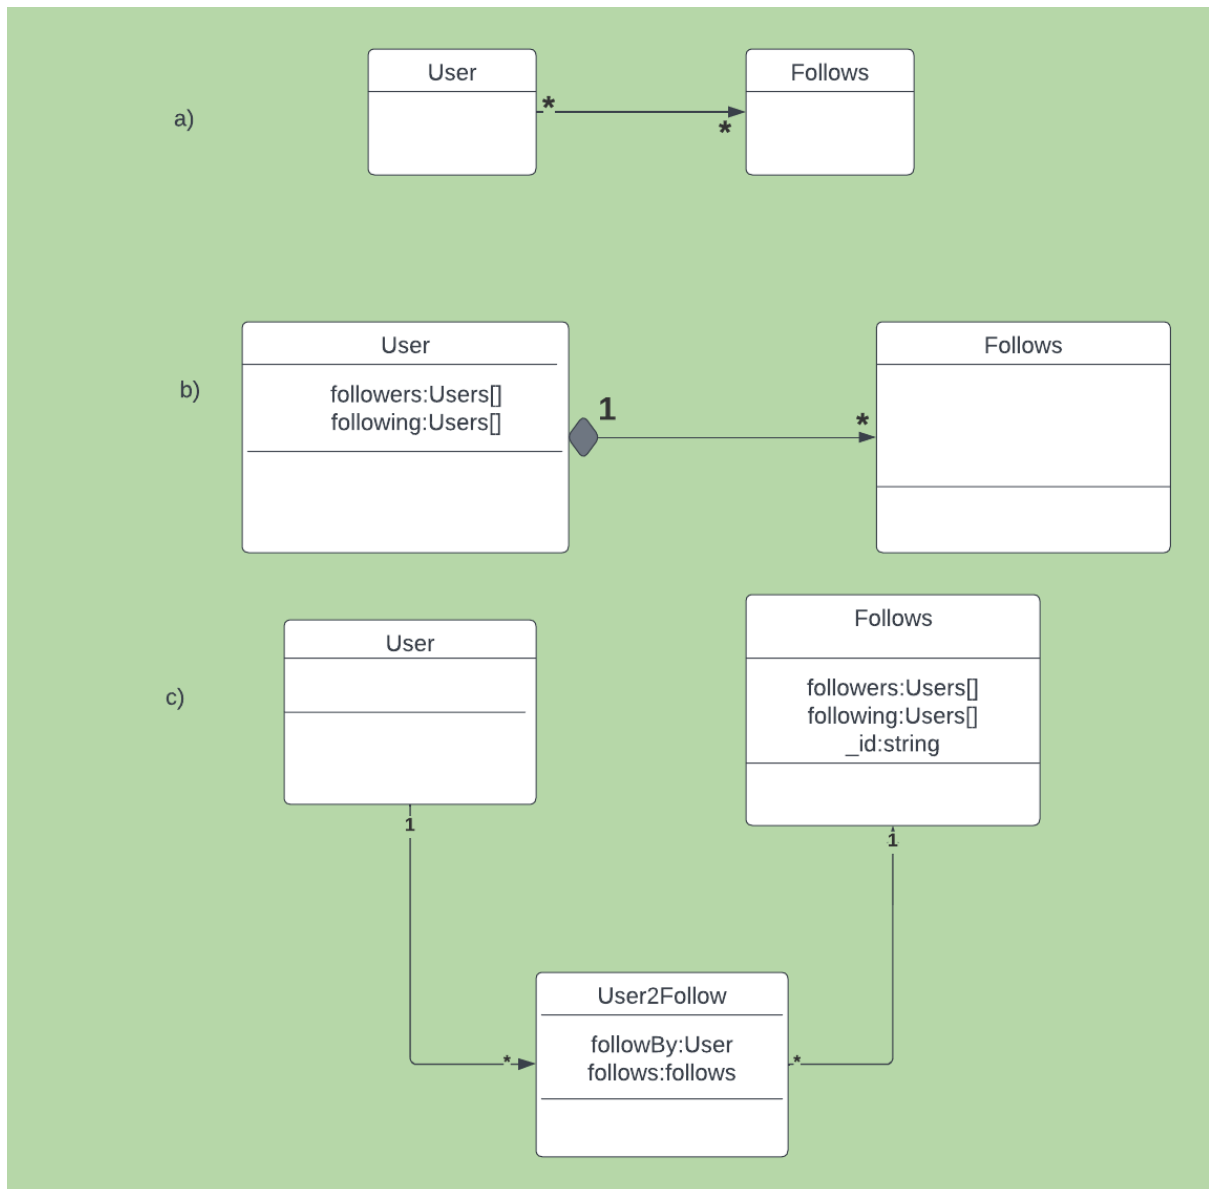 a)
User
Follows
*
*
b)
User
followers:Users[]
following:Users[]
1
*
Follows
c)
User
Follows
followers:Users[]
following:Users[]
_id:string
1
1
User2Follow
followBy:User
follows:follows
*
*